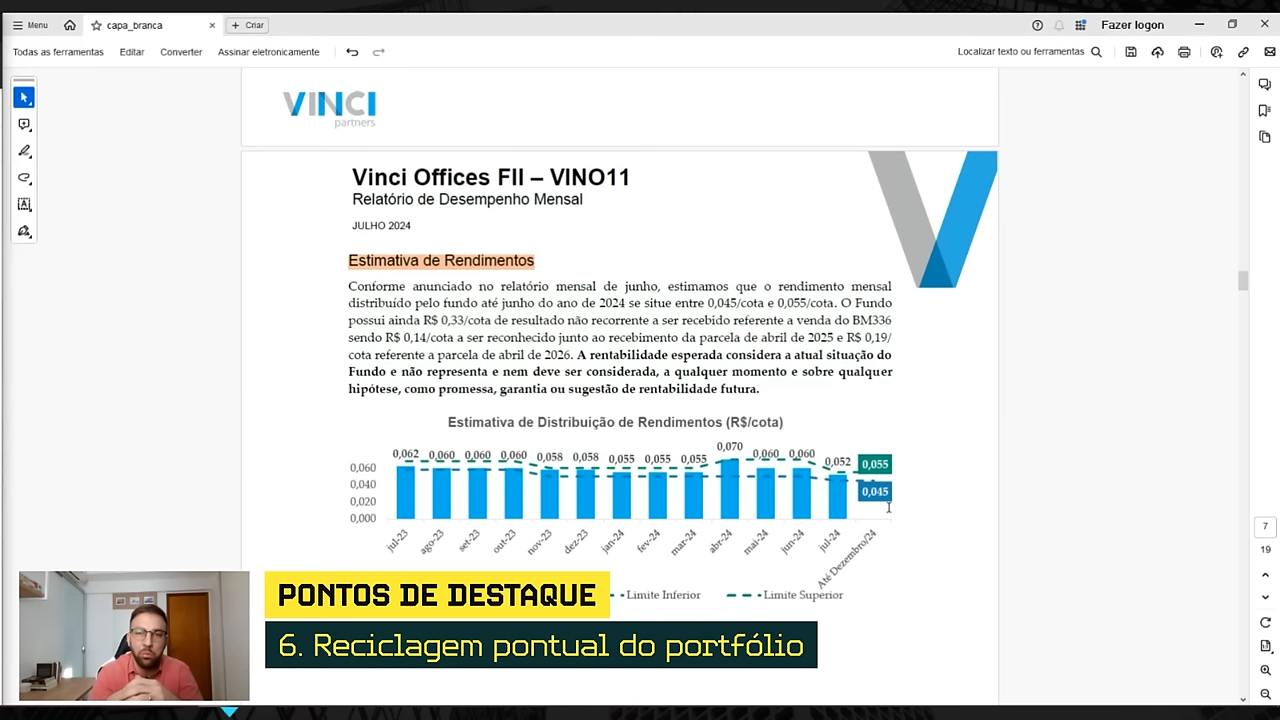 Menu
capa_branca
Criar
Fazer logon
Todas as ferramentas
Editar
Converter
Assinar eletronicamente
Localizar texto ou ferramentas
VINCI
partners
Vinci Offices FII – VINO11
Relatório de Desempenho Mensal
JULHO 2024
Estimativa de Rendimentos
Conforme anunciado no relatório mensal de junho, estimamos que o rendimento mensal
distribuído pelo fundo até junho do ano de 2024 se situe entre 0,045/cota e 0,055/cota. O Fundo
possui ainda R$ 0,33/cota de resultado não recorrente a ser recebido referente a venda do BM336
sendo R$ 0,14/cota a ser reconhecido junto ao recebimento da parcela de abril de 2025 e R$ 0,19/
cota referente a parcela de abril de 2026. A rentabilidade esperada considera a atual situação do
Fundo e não representa e nem deve ser considerada, a qualquer momento e sobre qualquer
hipótese, como promessa, garantia ou sugestão de rentabilidade futura.
Estimativa de Distribuição de Rendimentos (R$/cota)
0,062 0,060 0,060 0,060 0,058 0,058 0,055 0,055 0,055 0,070 0,060 0,060 0,052 0,055
0,045
0,060
0,040
0,020
0,000
jul-23 ago-23 set-23 out-23 nov-23 dez-23 jan-24 fev-24 mar-24 abr-24 mai-24 jun-24 jul-24 Até Dezembro/24
Limite Inferior
Limite Superior
7
19
PONTOS DE DESTAQUE
6. Reciclagem pontual do portfólio